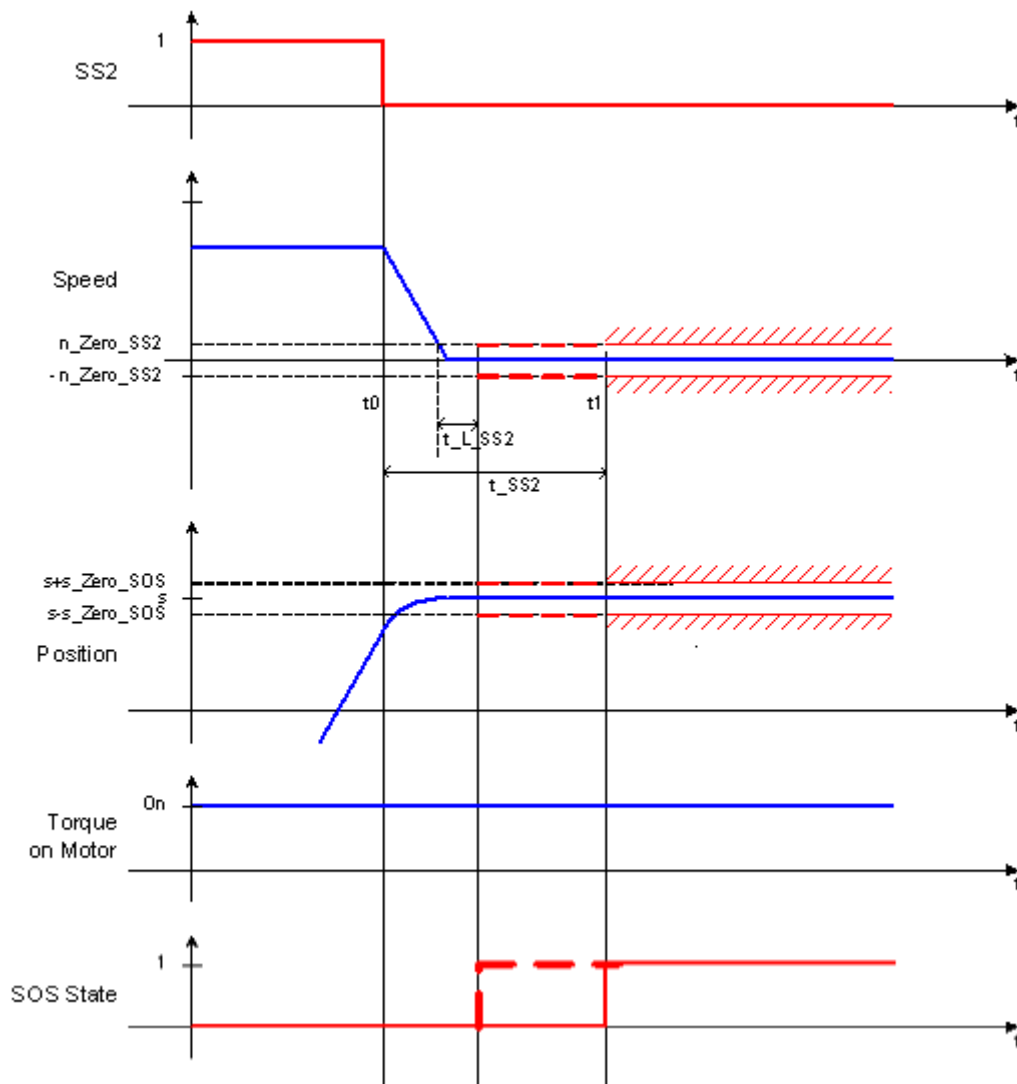 1
SS2
t
Speed
n_Zero_SS2
-n_Zero_SS2
t
t0
t1
t_L_SS2
t_SS2
s+s_Zero_SOS
s
s-s_Zero_SOS
Position
t
On
Torque
on Motor
t
1
SOS State
t